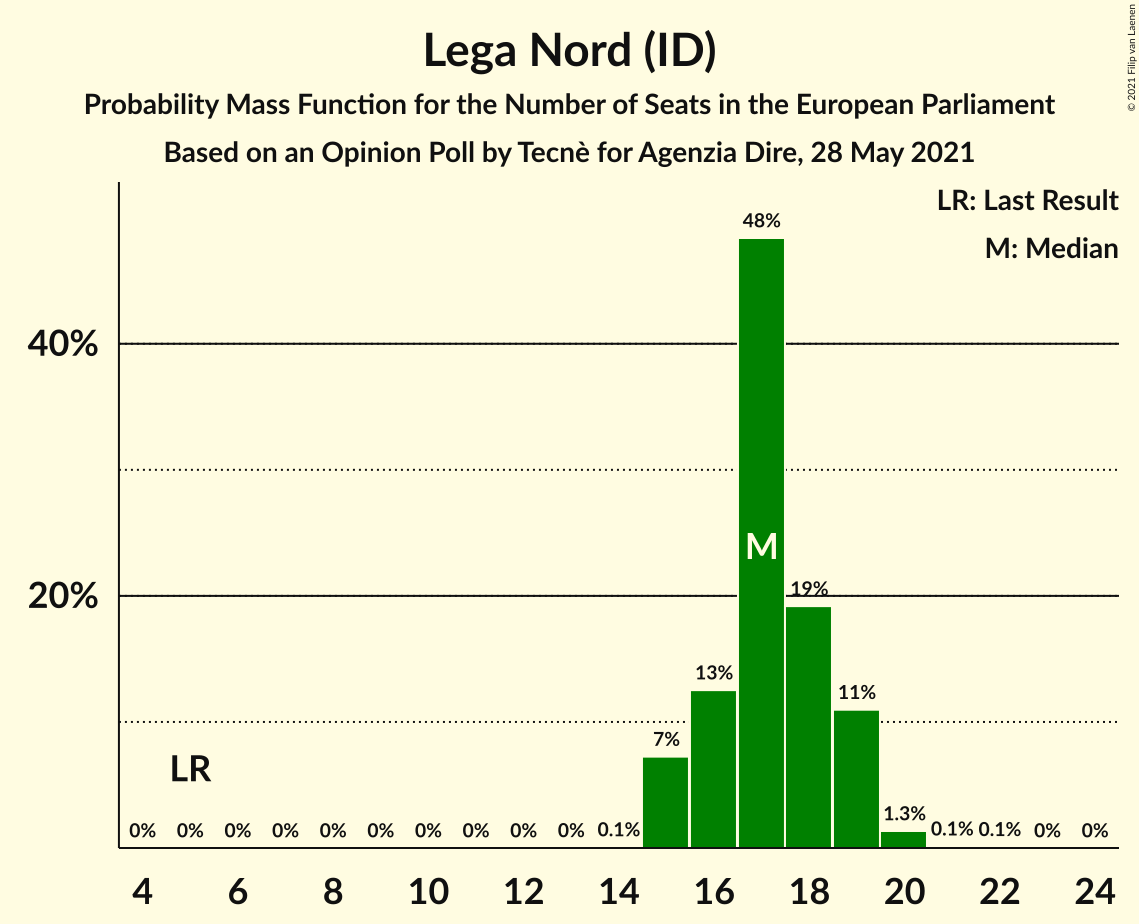 Lega Nord (ID)
Probability Mass Function for the Number of Seats in the European Parliament
Based on an Opinion Poll by Tecnè for Agenzia Dire, 28 May 2021
© 2021 Filip van Laenen
LR: Last Result
M: Median
48%
40%
M
20%
19%
13%
11%
7%
LR
1.3%
0% 0% 0% 0% 0% 0% 0% 0% 0% 0% 0.1% 0.1% 0.1% 0% 0%
4 6 8 10 12 14 16 18 20 22 24